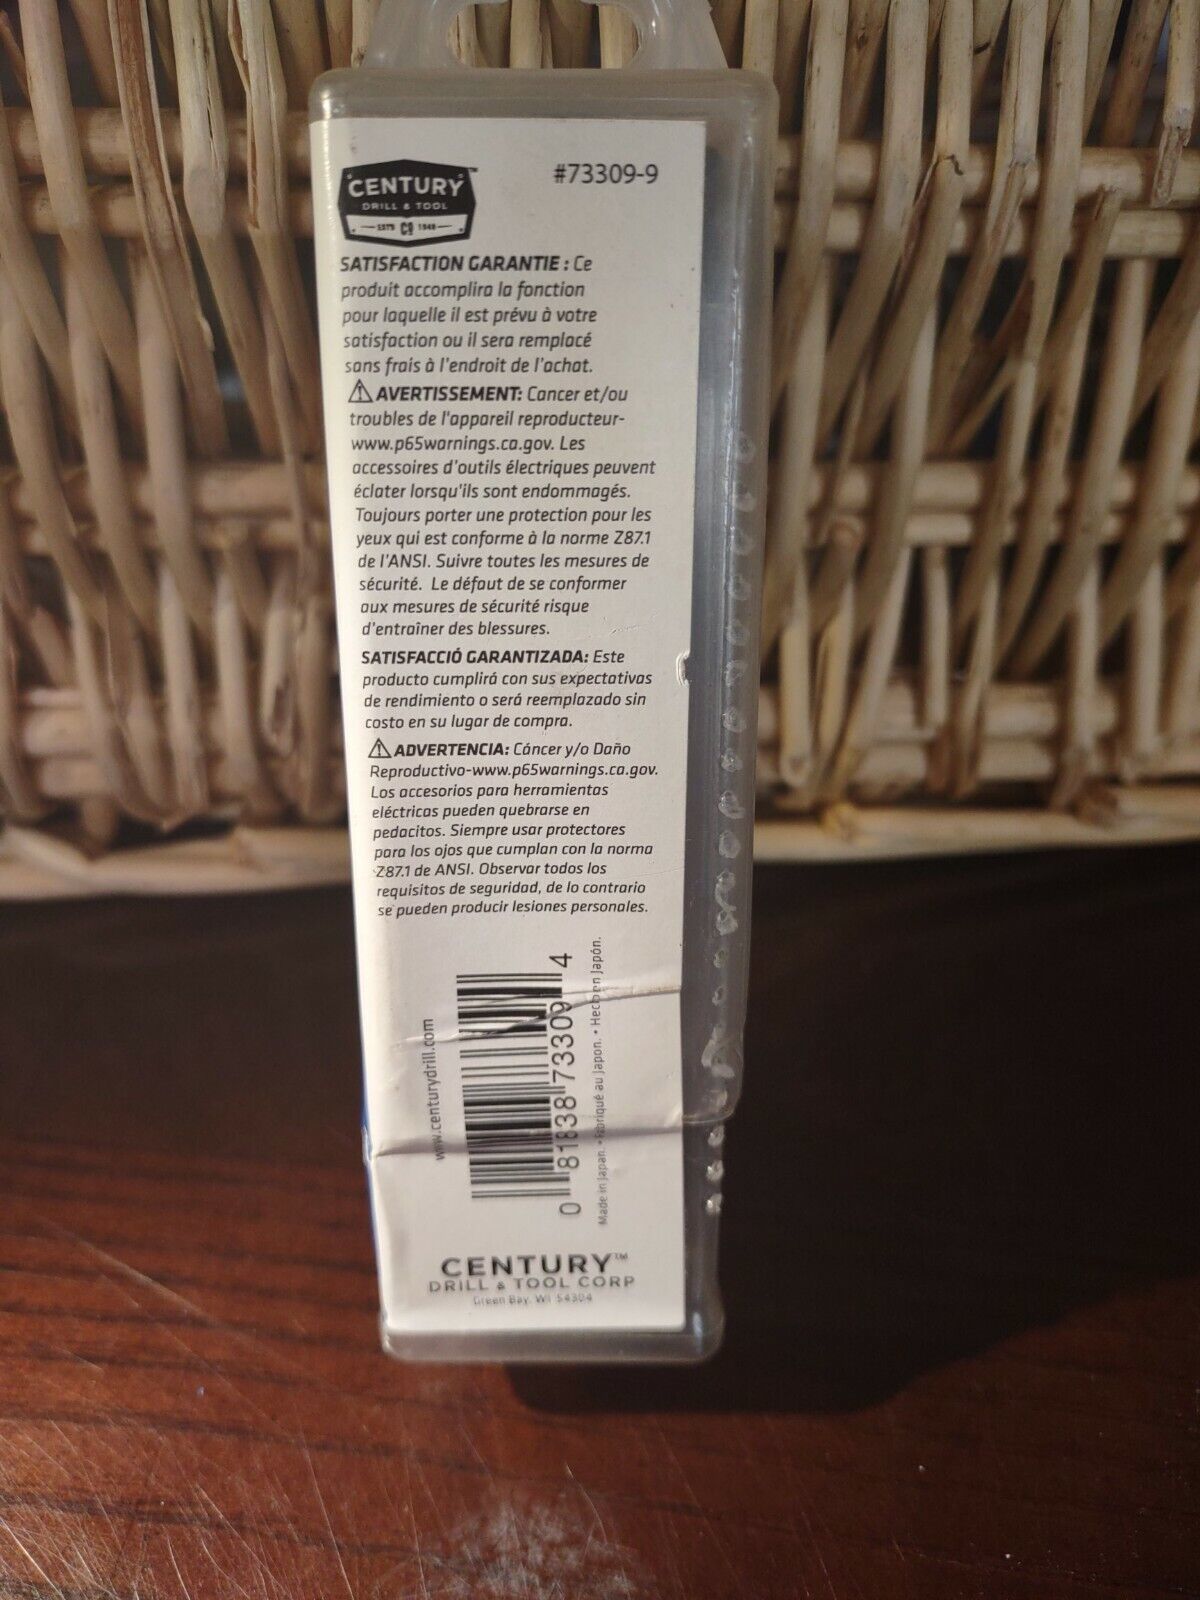 CENTURY™
DRILL & TOOL
ESTD CO 1949
#73309-9
SATISFACTION GARANTIE : Ce
produit accomplira la fonction
pour laquelle il est prévu à votre
satisfaction ou il sera remplacé
sans frais à l'endroit de l'achat.
⚠ AVERTISSEMENT: Cancer et/ou
troubles de l'appareil reproducteur-
www.p65warnings.ca.gov. Les
accessoires d'outils électriques peuvent
éclater lorsqu'ils sont endommagés.
Toujours porter une protection pour les
yeux qui est conforme à la norme Z87.1
de l'ANSI. Suivre toutes les mesures de
sécurité. Le défaut de se conformer
aux mesures de sécurité risque
d'entraîner des blessures.
SATISFACCIÓ GARANTIZADA: Este
producto cumplirá con sus expectativas
de rendimiento o será reemplazado sin
costo en su lugar de compra.
⚠ ADVERTENCIA: Cáncer y/o Daño
Reproductivo-www.p65warnings.ca.gov.
Los accesorios para herramientas
eléctricas pueden quebrarse en
pedacitos. Siempre usar protectores
para los ojos que cumplan con la norma
Z87.1 de ANSI. Observar todos los
requisitos de seguridad, de lo contrario
se pueden producir lesiones personales.
www.centurydrill.com
0 81838 73309 4
Made in Japan. • Fabriqué au Japon. • Hecho en Japón.
CENTURY™
DRILL & TOOL CORP
Green Bay, WI 54304